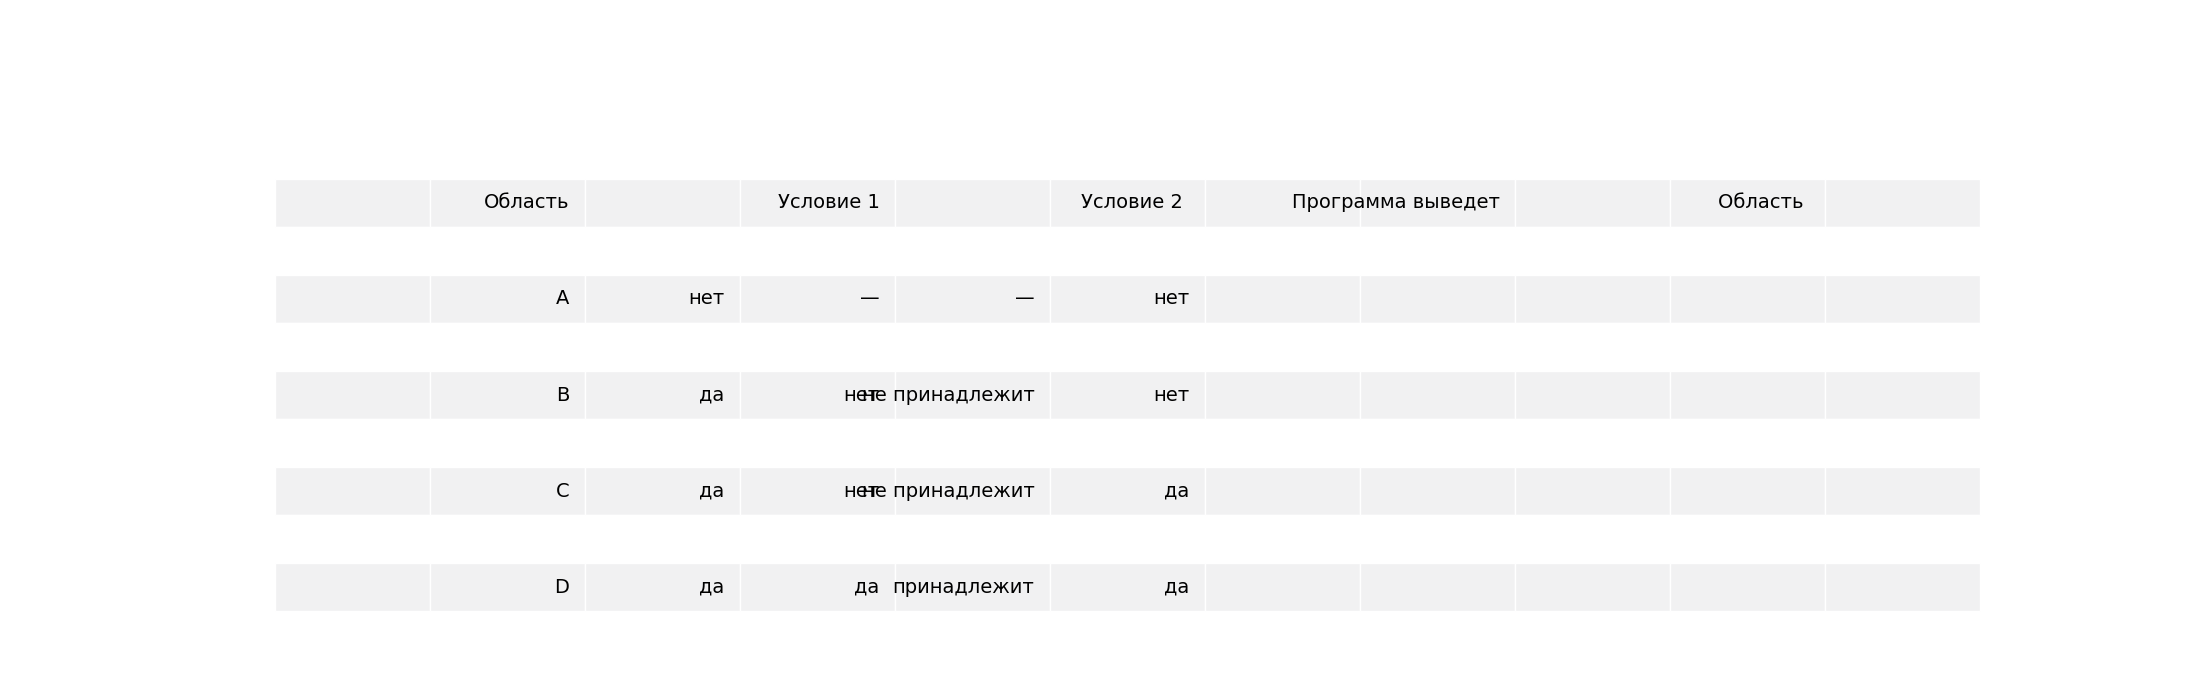 Область Условие 1 Условие 2 Программа выведет Область
A нет — — нет
B да нет не принадлежит нет
C да нет не принадлежит да
D да да принадлежит да